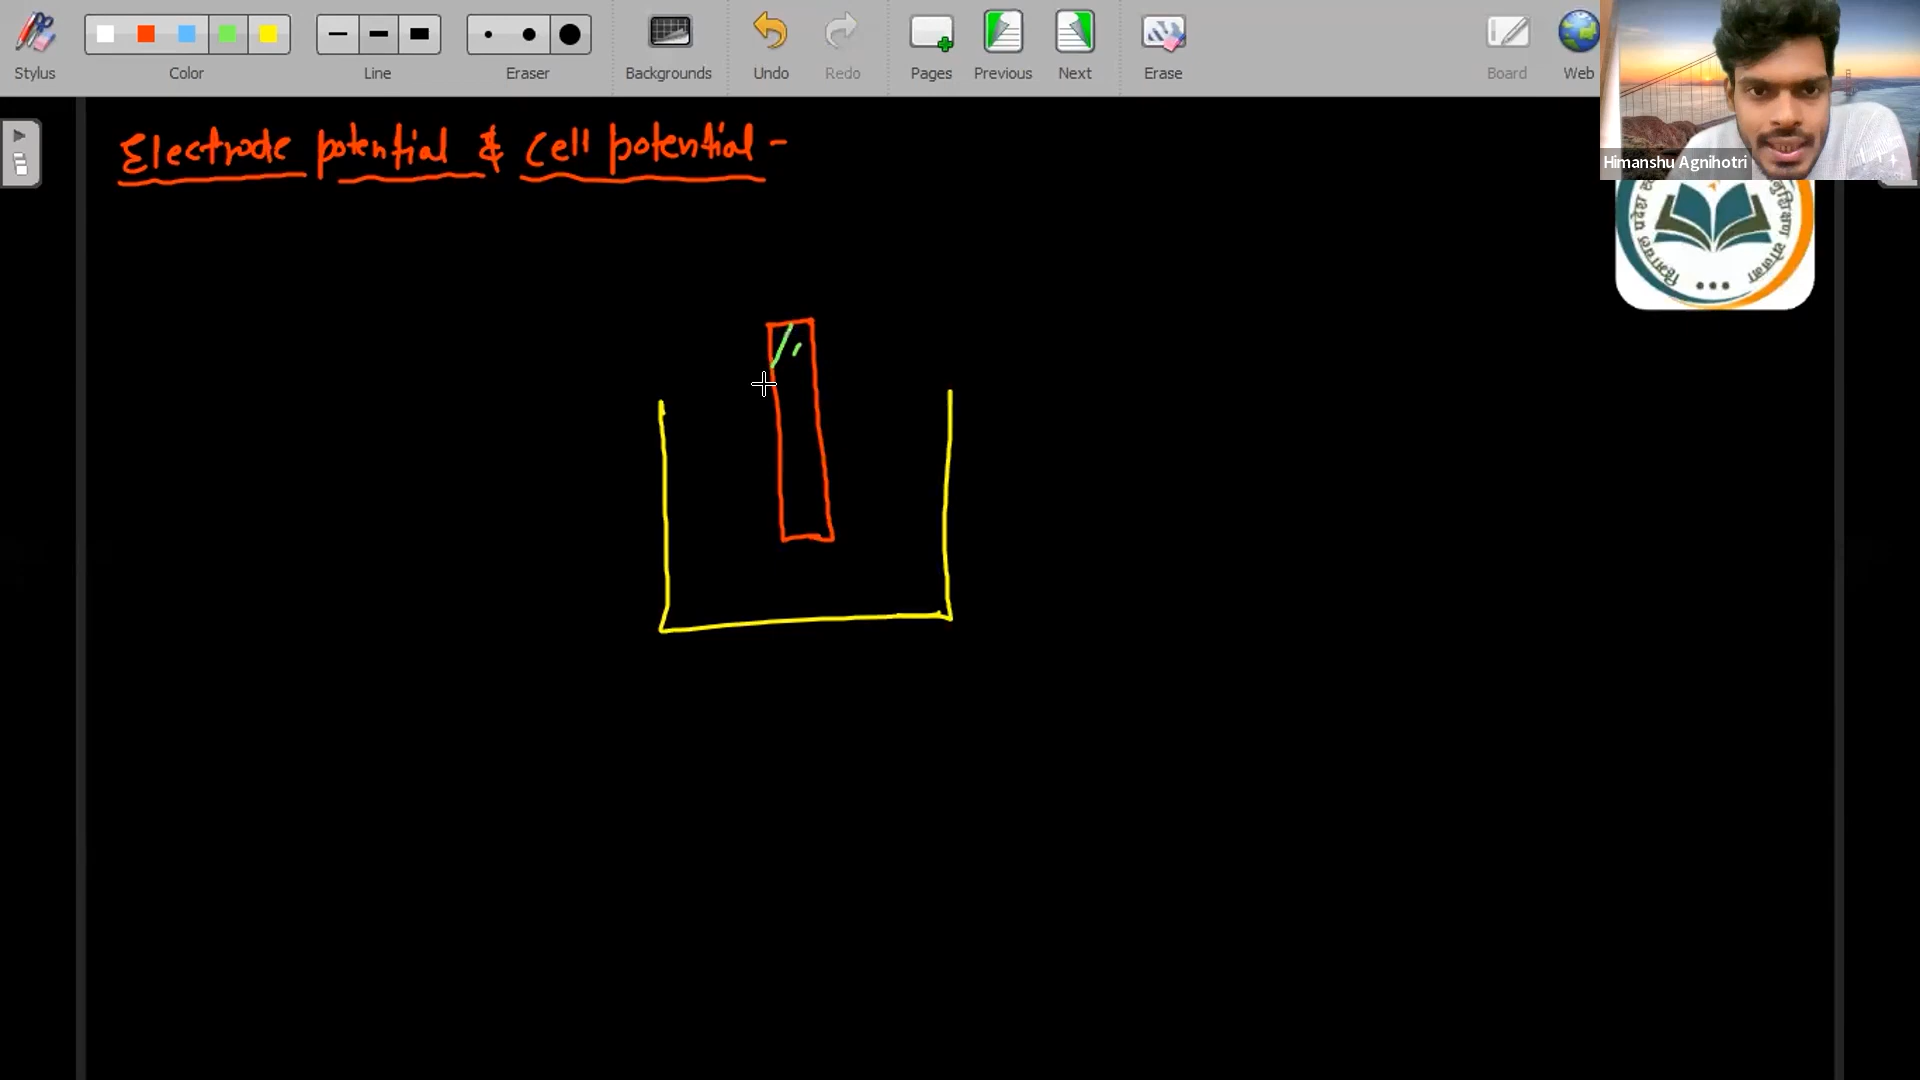 Stylus
Color
Line
Eraser
Backgrounds
Undo
Redo
Pages
Previous
Next
Erase
Board
Web
Himanshu Agnihotri
Electrode potential & Cell potential -